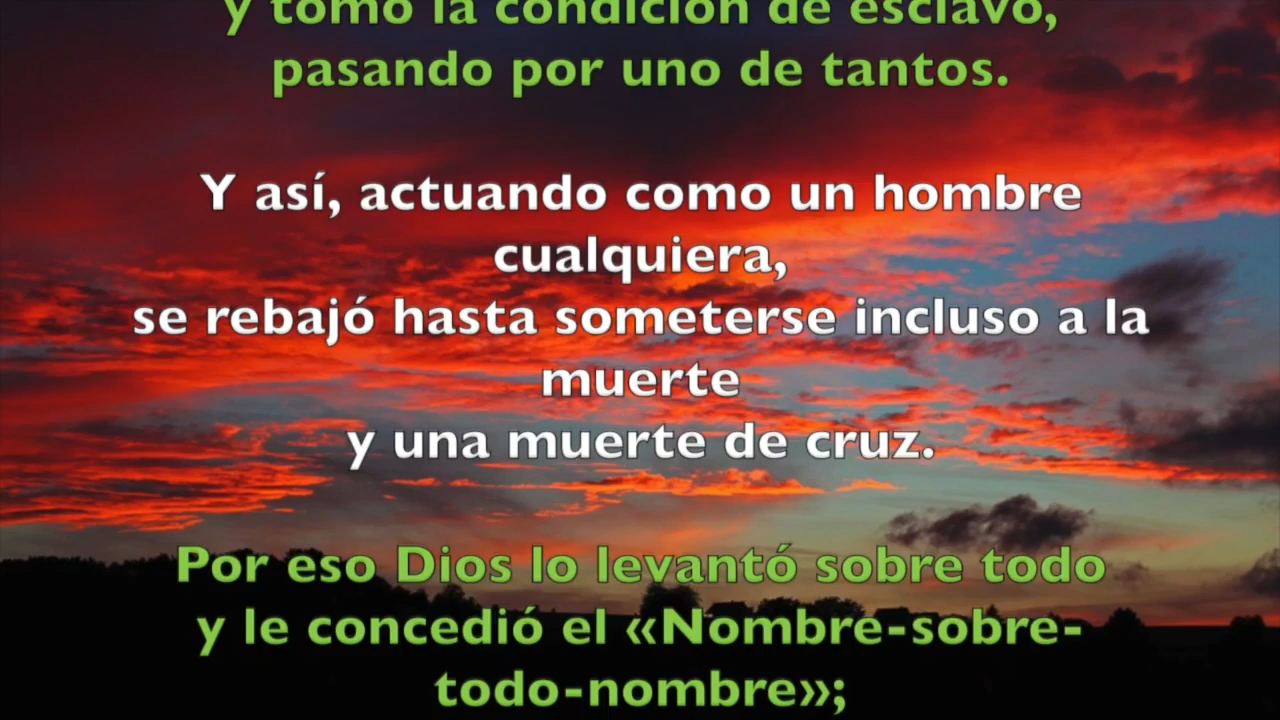 y tomó la condición de esclavo,
pasando por uno de tantos.
Y así, actuando como un hombre
cualquiera,
se rebajó hasta someterse incluso a la
muerte
y una muerte de cruz.
Por eso Dios lo levantó sobre todo
y le concedió el «Nombre-sobre-
todo-nombre»;